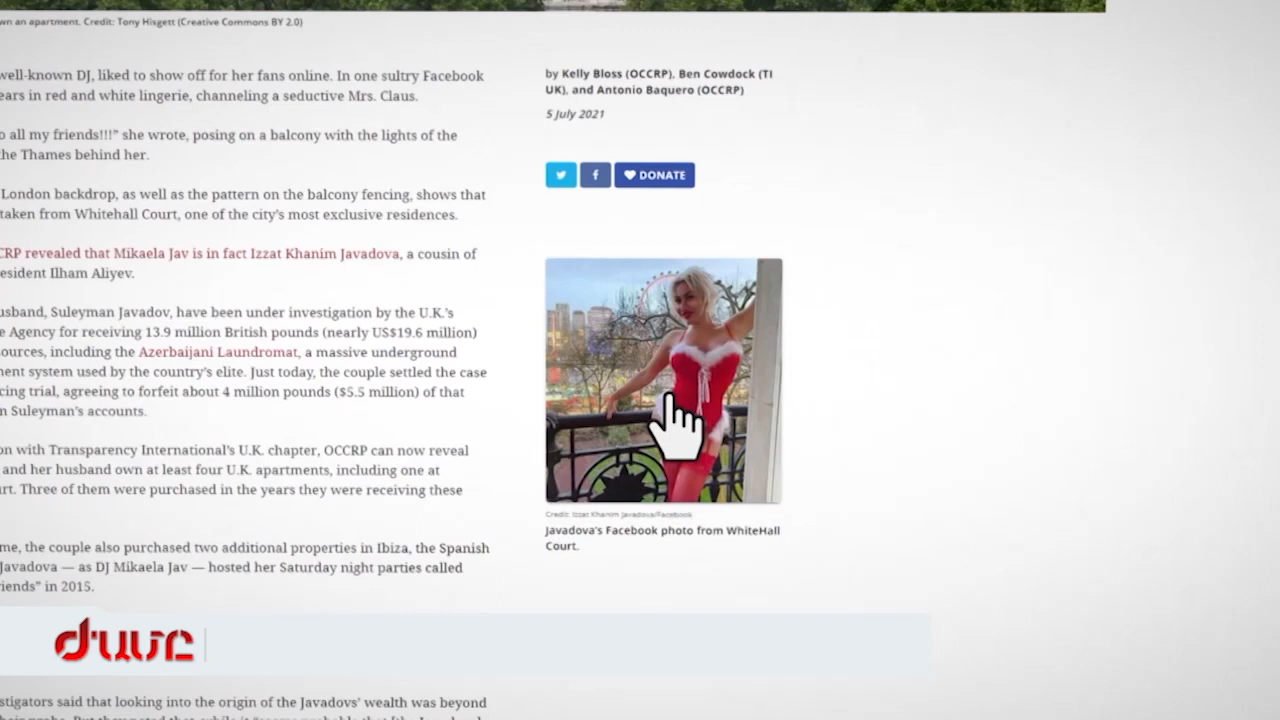 wn an apartment. Credit: Tony Hisgett (Creative Commons BY 2.0)
well-known DJ, liked to show off for her fans online. In one sultry Facebook
ears in red and white lingerie, channeling a seductive Mrs. Claus.
o all my friends!!!” she wrote, posing on a balcony with the lights of the
the Thames behind her.
London backdrop, as well as the pattern on the balcony fencing, shows that
taken from Whitehall Court, one of the city’s most exclusive residences.
CRP revealed that Mikaela Jav is in fact Izzat Khanim Javadova, a cousin of
esident Ilham Aliyev.
usband, Suleyman Javadov, have been under investigation by the U.K.’s
e Agency for receiving 13.9 million British pounds (nearly US$19.6 million)
ources, including the Azerbaijani Laundromat, a massive underground
ment system used by the country’s elite. Just today, the couple settled the case
cing trial, agreeing to forfeit about 4 million pounds ($5.5 million) of that
n Suleyman’s accounts.
on with Transparency International’s U.K. chapter, OCCRP can now reveal
and her husband own at least four U.K. apartments, including one at
rt. Three of them were purchased in the years they were receiving these
me, the couple also purchased two additional properties in Ibiza, the Spanish
Javadova — as DJ Mikaela Jav — hosted her Saturday night parties called
iends” in 2015.
stigators said that looking into the origin of the Javadovs’ wealth was beyond
by Kelly Bloss (OCCRP), Ben Cowdock (TI
UK), and Antonio Baquero (OCCRP)
5 July 2021
DONATE
Credit: Izzat Khanim Javadova/Facebook
Javadova's Facebook photo from WhiteHall
Court.
ժամը